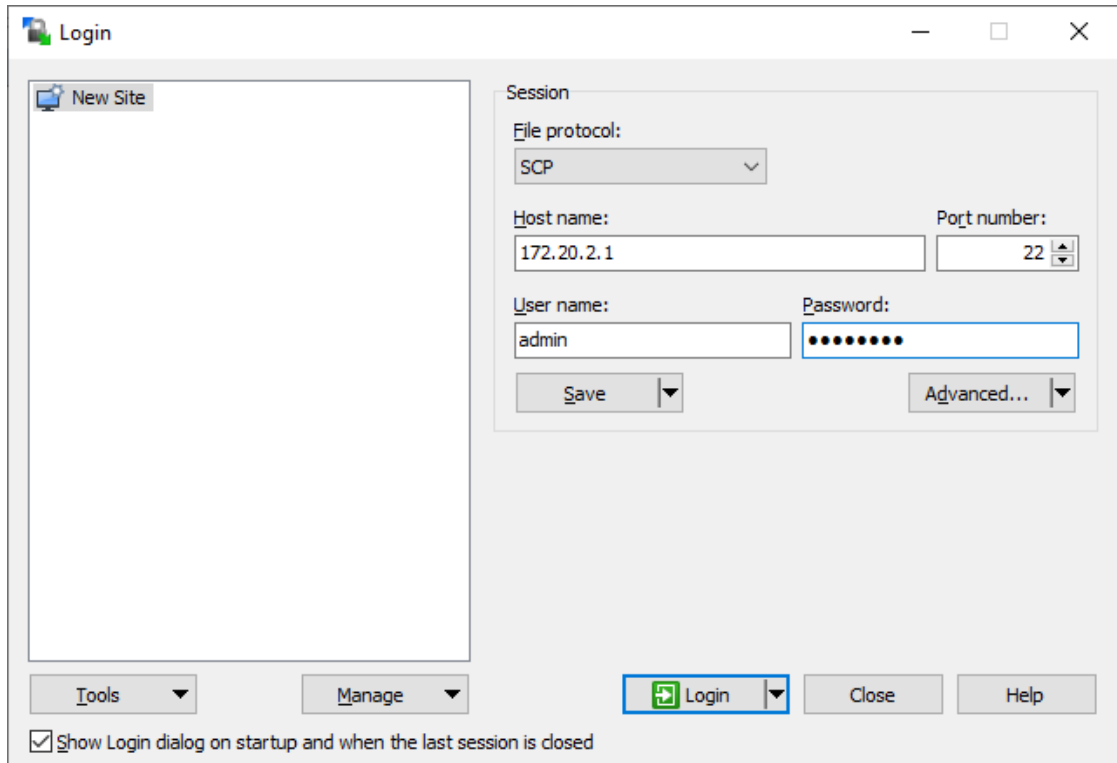 Login
New Site
Session
File protocol:
SCP
Host name:
Port number:
172.20.2.1
22
User name:
Password:
admin
••••••••
Save
Advanced...
Tools
Manage
Login
Close
Help
Show Login dialog on startup and when the last session is closed